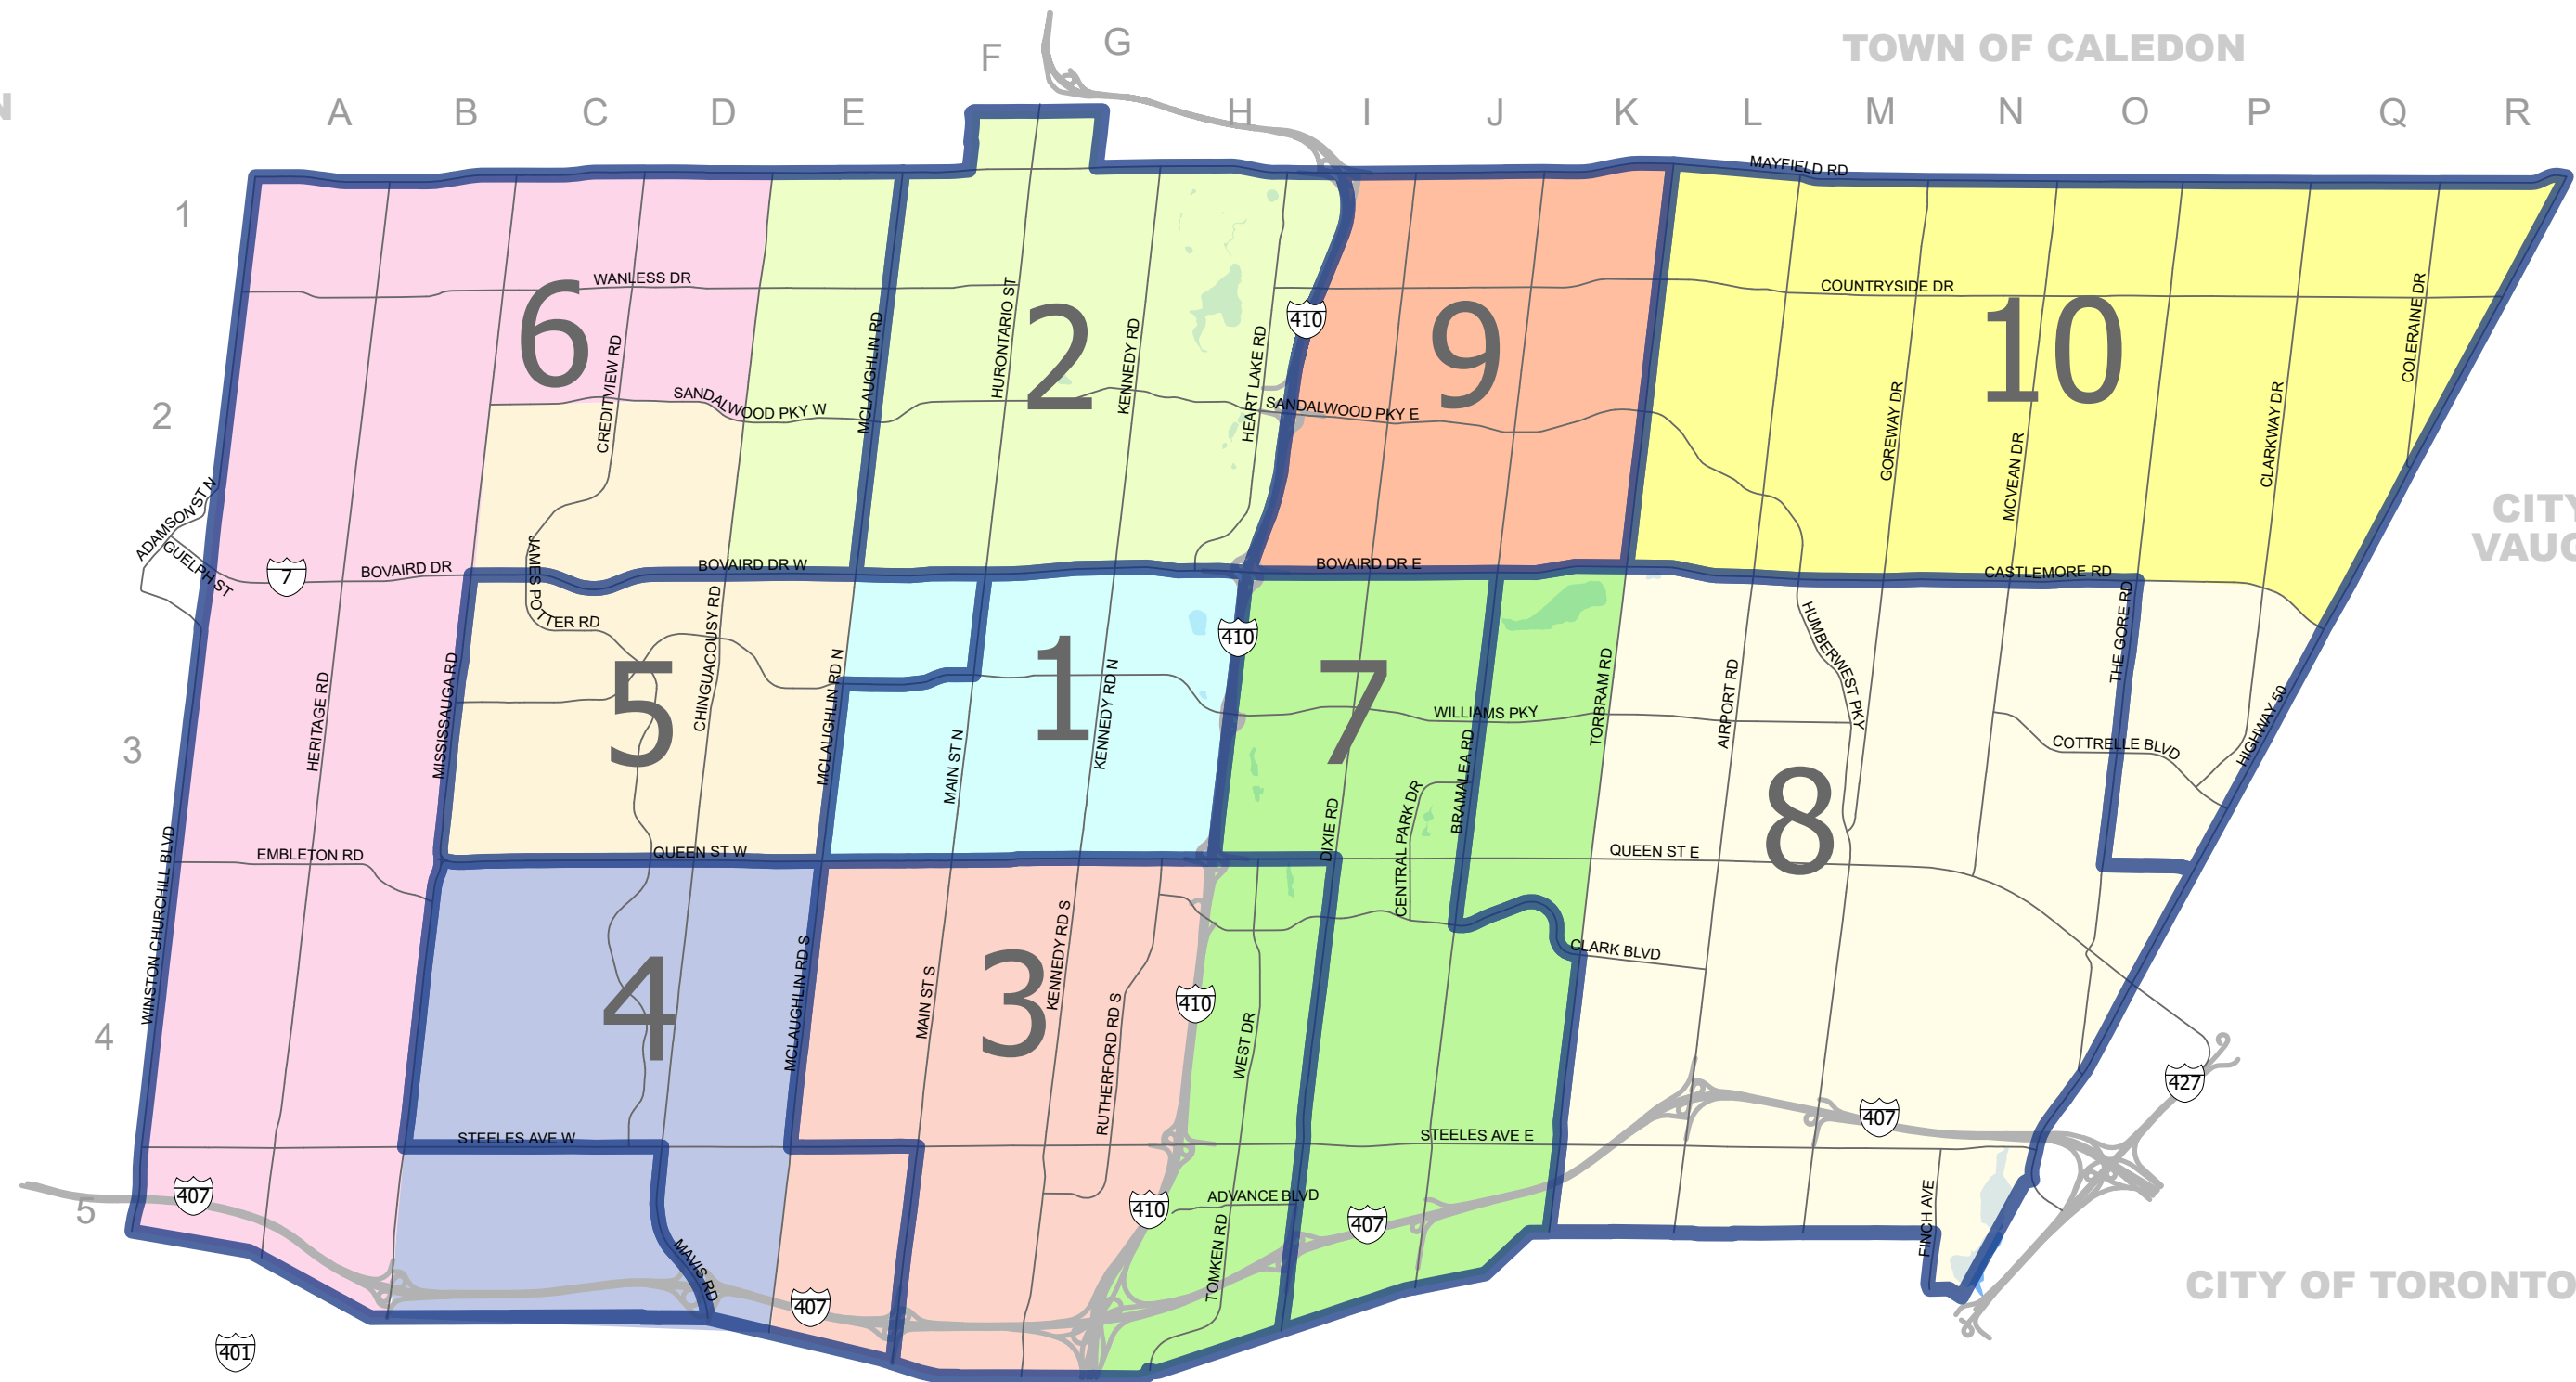 F
G
TOWN OF CALEDON
N
A
B
C
D
E
H
I
J
K
L
M
N
O
P
Q
R
MAYFIELD RD
1
WANLESS DR
COUNTRYSIDE DR
6
2
9
10
410
HURONTARIO ST
KENNEDY RD
HEART LAKE RD
MCLAUGHLIN RD
CREDITVIEW RD
COLERAINE DR
2
SANDALWOOD PKY W
SANDALWOOD PKY E
GOREWAY DR
MCVEAN DR
CLARKWAY DR
CITY
VAUG
ADAMSON ST N
GUELPH ST
7
BOVAIRD DR
JAMES POTTER RD
BOVAIRD DR W
BOVAIRD DR E
CASTLEMORE RD
THE GORE RD
410
CHINGUACOUSY RD
HUMBERWEST PKY
5
1
7
HERITAGE RD
MISSISSAUGA RD
MCLAUGHLIN RD N
MAIN ST N
KENNEDY RD N
WILLIAMS PKY
BRAMALEA RD
TORBRAM RD
AIRPORT RD
COTTRELLE BLVD
HIGHWAY 50
3
DIXIE RD
CENTRAL PARK DR
8
EMBLETON RD
QUEEN ST W
QUEEN ST E
WINSTON CHURCHILL BLVD
CLARK BLVD
4
3
MCLAUGHLIN RD S
MAIN ST S
KENNEDY RD S
RUTHERFORD RD S
410
WEST DR
4
427
407
STEELES AVE W
STEELES AVE E
5
407
ADVANCE BLVD
410
407
TOMKEN RD
FINCH AVE
MAVIS RD
407
CITY OF TORONTO
401